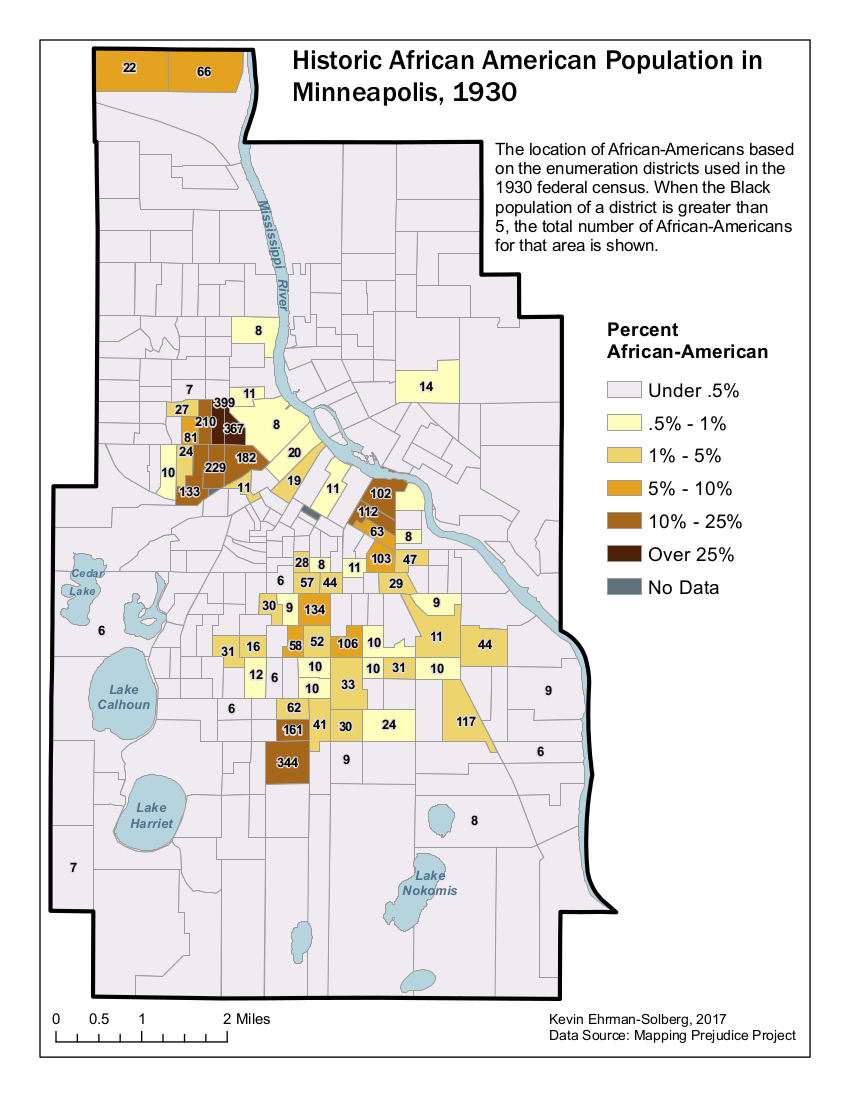 Historic African American Population in
Minneapolis, 1930
The location of African-Americans based
on the enumeration districts used in the
1930 federal census. When the Black
population of a district is greater than
5, the total number of African-Americans
for that area is shown.
Percent
African-American
Under .5%
.5% - 1%
1% - 5%
5% - 10%
10% - 25%
Over 25%
No Data
22
66
Mississippi River
8
14
7
11
399
27
210
367
8
81
24
182
20
10
229
19
133
11
11
102
112
63
8
103
47
28
8
11
6
57
44
29
Cedar
Lake
30
9
134
9
6
11
31
16
58
52
106
10
44
12
6
10
10
31
10
10
33
9
Lake
Calhoun
6
62
41
30
24
117
161
344
9
6
Lake
Harriet
8
7
Lake
Nokomis
0 0.5 1 2 Miles
Kevin Ehrman-Solberg, 2017
Data Source: Mapping Prejudice Project